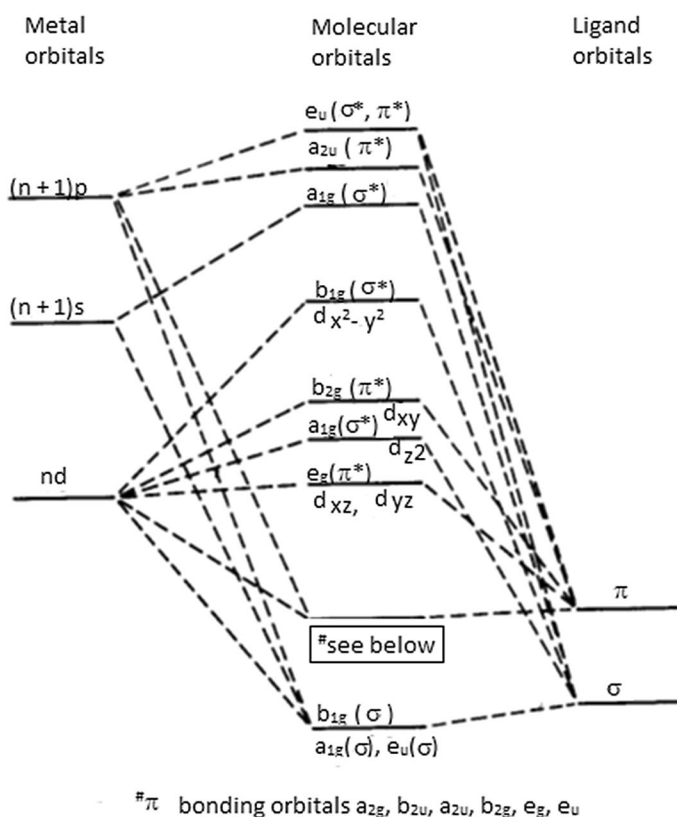 Metal orbitals
Molecular orbitals
Ligand orbitals
eu(σ*, π*)
a2u (π*)
(n + 1)p
a1g (σ*)
b1g (σ*)
(n + 1)s
dx²-y²
b2g (π*)
dxy
a1g(σ*)
dz2
eg(π*)
nd
dxz, dyz
π
#see below
σ
b1g (σ)
a1g(σ), eu(σ)
#π bonding orbitals a2g, b2u, a2u, b2g, eg, eu